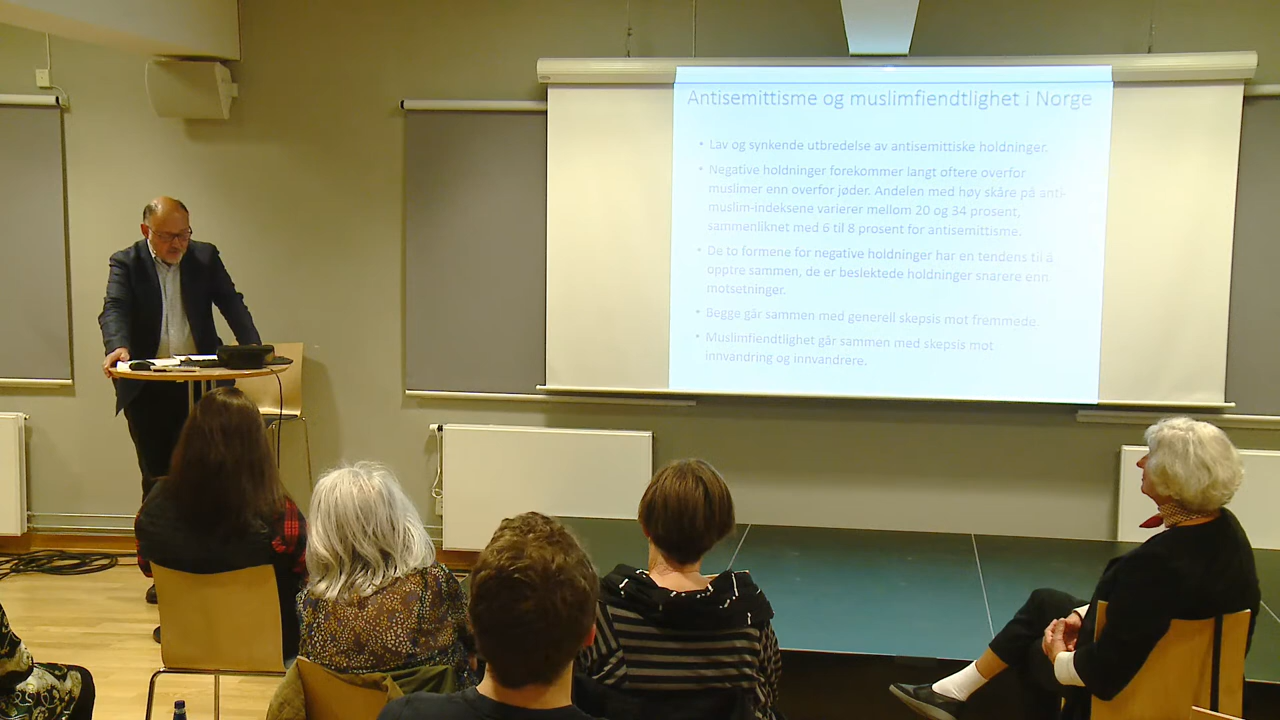 Antisemittisme og muslimfiendtlighet i Norge
• Lav og synkende utbredelse av antisemittiske holdninger.
• Negative holdninger forekommer langt oftere overfor
muslimer enn overfor jøder. Andelen med høy skåre på anti-
muslim-indeksene varierer mellom 20 og 34 prosent,
sammenliknet med 6 til 8 prosent for antisemittisme.
• De to formene for negative holdninger har en tendens til å
opptre sammen, de er beslektede holdninger snarere enn
motsetninger.
• Begge går sammen med generell skepsis mot fremmede.
• Muslimfiendtlighet går sammen med skepsis mot
innvandring og innvandrere.